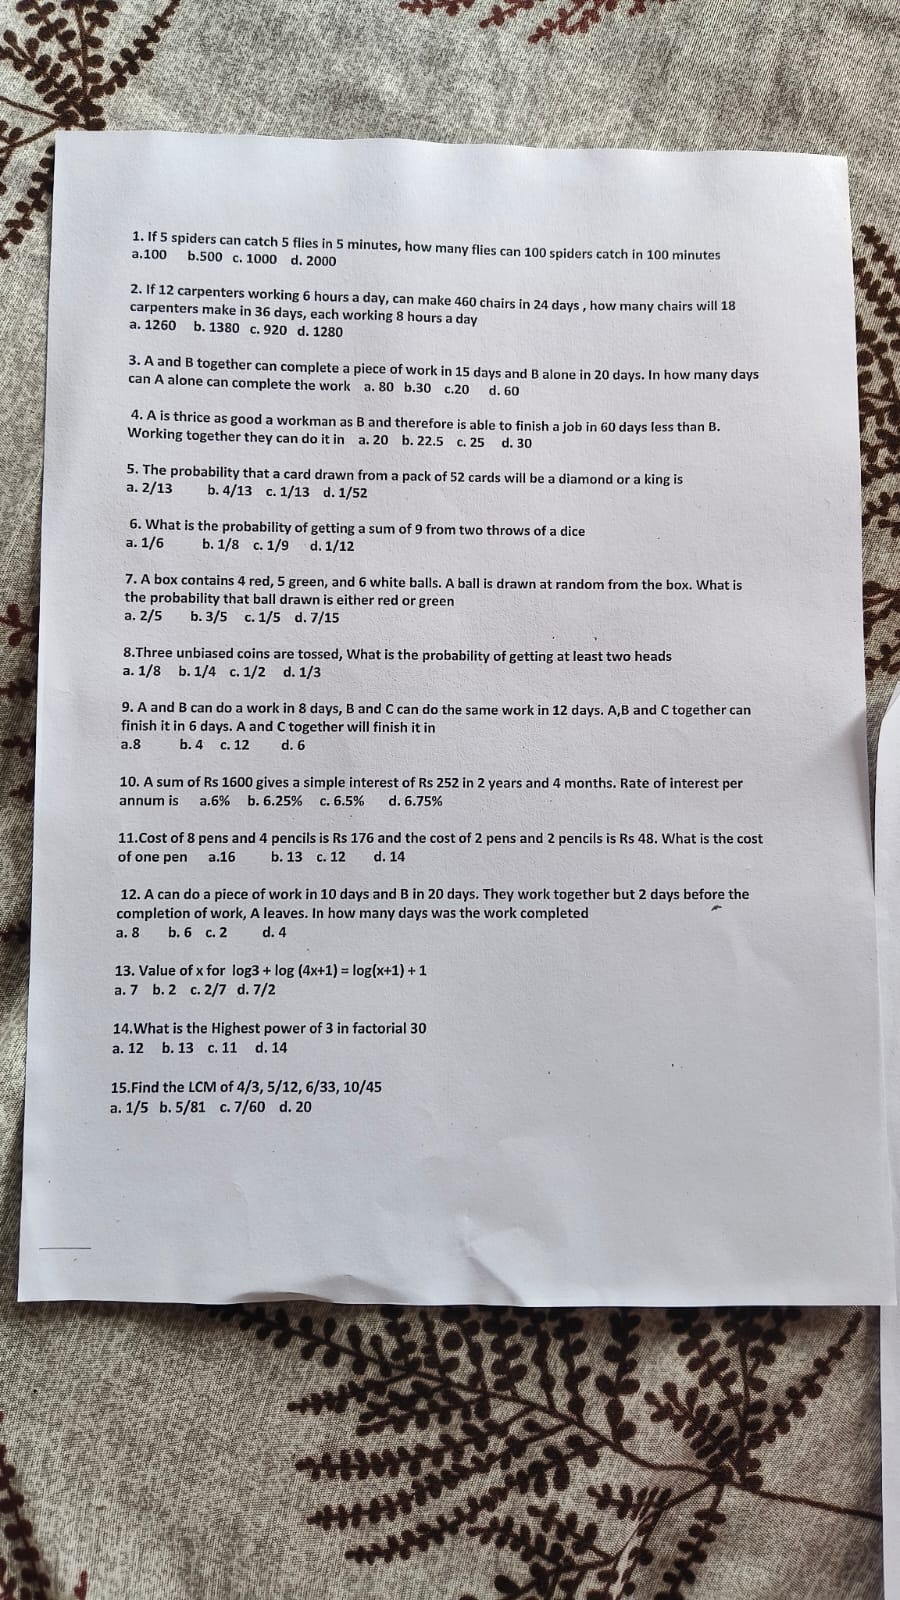 1. If 5 spiders can catch 5 flies in 5 minutes, how many flies can 100 spiders catch in 100 minutes
a.100 b.500 c. 1000 d. 2000
2. If 12 carpenters working 6 hours a day, can make 460 chairs in 24 days , how many chairs will 18
carpenters make in 36 days, each working 8 hours a day
a. 1260 b. 1380 c. 920 d. 1280
3. A and B together can complete a piece of work in 15 days and B alone in 20 days. In how many days
can A alone can complete the work a. 80 b.30 c.20 d. 60
4. A is thrice as good a workman as B and therefore is able to finish a job in 60 days less than B.
Working together they can do it in a. 20 b. 22.5 c. 25 d. 30
5. The probability that a card drawn from a pack of 52 cards will be a diamond or a king is
a. 2/13 b. 4/13 c. 1/13 d. 1/52
6. What is the probability of getting a sum of 9 from two throws of a dice
a. 1/6 b. 1/8 c. 1/9 d. 1/12
7. A box contains 4 red, 5 green, and 6 white balls. A ball is drawn at random from the box. What is
the probability that ball drawn is either red or green
a. 2/5 b. 3/5 c. 1/5 d. 7/15
8.Three unbiased coins are tossed, What is the probability of getting at least two heads
a. 1/8 b. 1/4 c. 1/2 d. 1/3
9. A and B can do a work in 8 days, B and C can do the same work in 12 days. A,B and C together can
finish it in 6 days. A and C together will finish it in
a.8 b. 4 c. 12 d. 6
10. A sum of Rs 1600 gives a simple interest of Rs 252 in 2 years and 4 months. Rate of interest per
annum is a.6% b. 6.25% c. 6.5% d. 6.75%
11.Cost of 8 pens and 4 pencils is Rs 176 and the cost of 2 pens and 2 pencils is Rs 48. What is the cost
of one pen a.16 b. 13 c. 12 d. 14
12. A can do a piece of work in 10 days and B in 20 days. They work together but 2 days before the
completion of work, A leaves. In how many days was the work completed
a. 8 b. 6 c. 2 d. 4
13. Value of x for log3 + log (4x+1) = log(x+1) + 1
a. 7 b. 2 c. 2/7 d. 7/2
14.What is the Highest power of 3 in factorial 30
a. 12 b. 13 c. 11 d. 14
15.Find the LCM of 4/3, 5/12, 6/33, 10/45
a. 1/5 b. 5/81 c. 7/60 d. 20